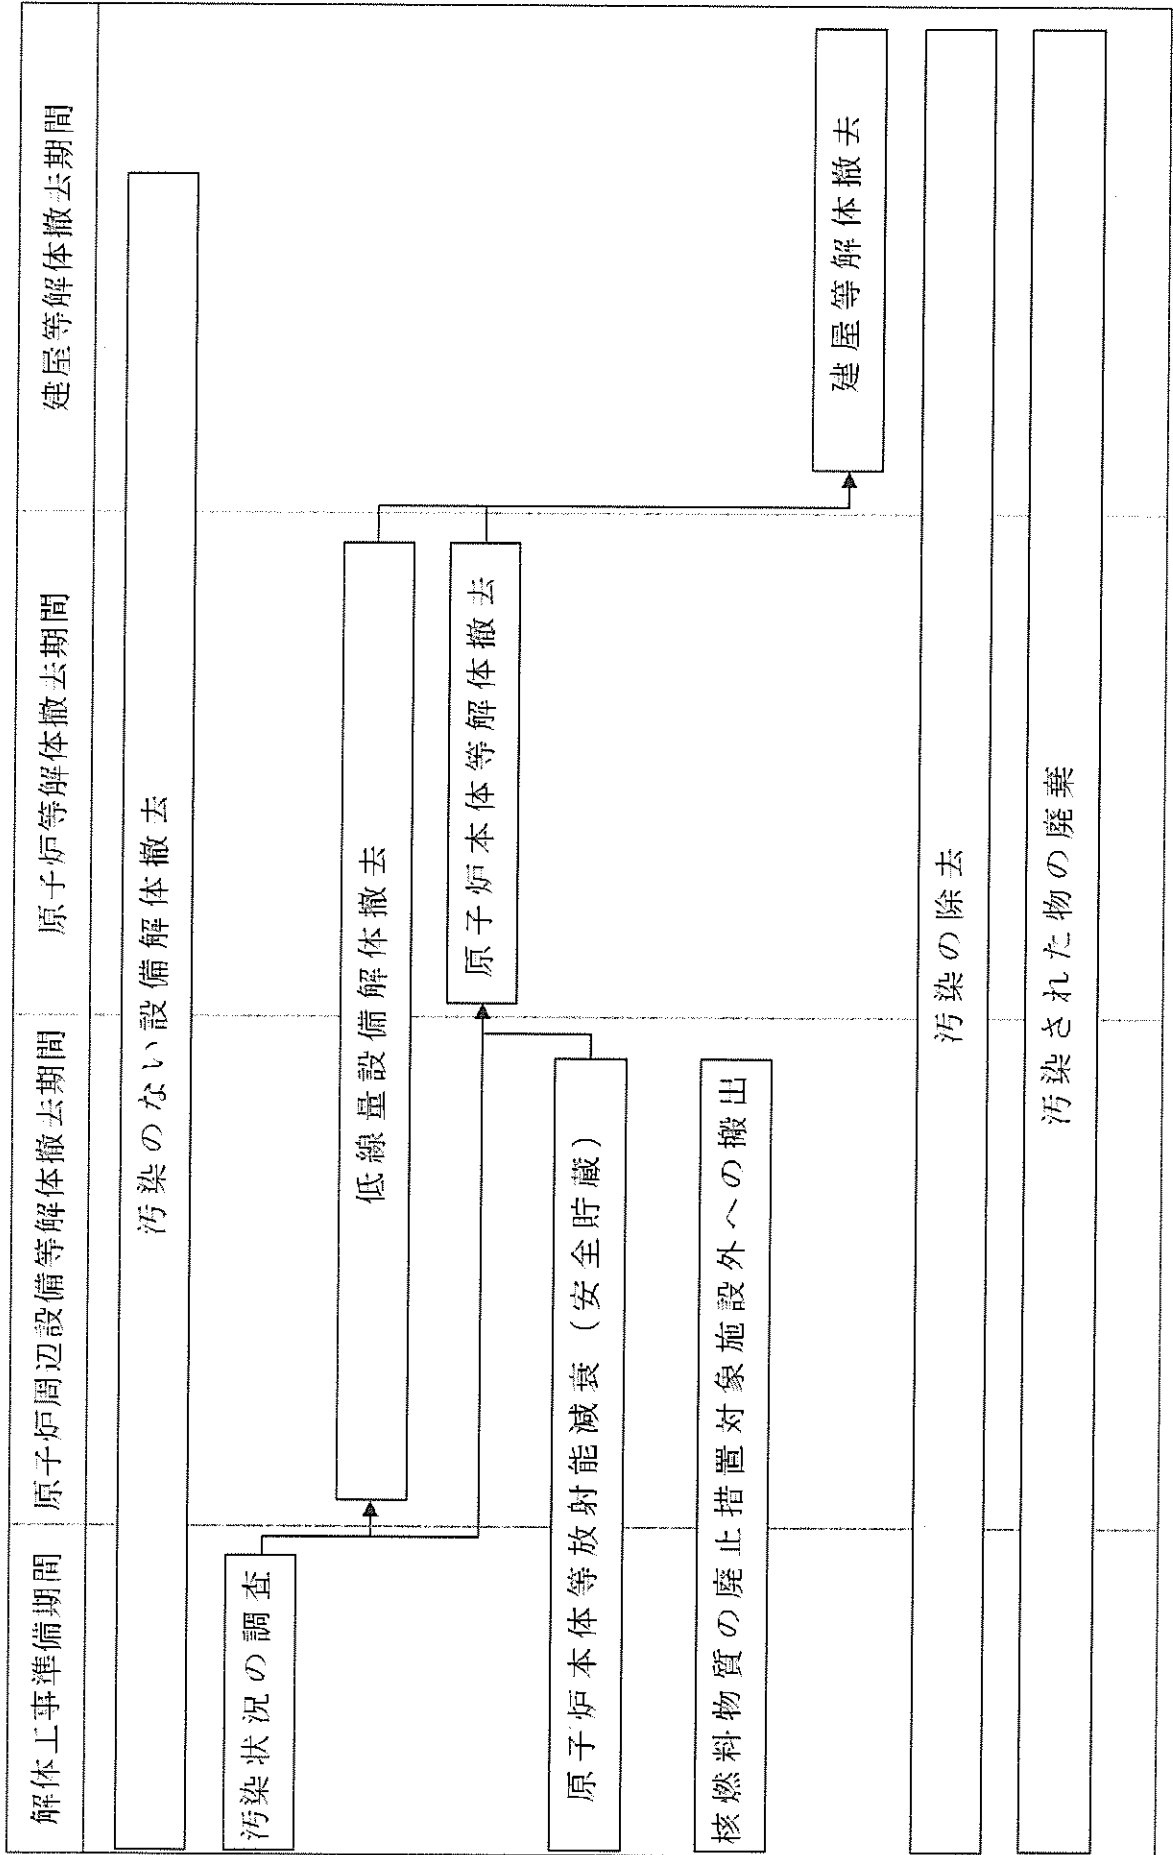 解体工事準備期間
原子炉周辺設備等解体撤去期間
原子炉等解体撤去期間
建屋等解体撤去期間
汚染のない設備解体撤去
汚染状況の調査
低線量設備解体撤去
原子炉本体等解体撤去
原子炉本体等放射能減衰（安全貯蔵）
核燃料物質の廃止措置対象施設外への搬出
建屋等解体撤去
汚染の除去
汚染された物の廃棄